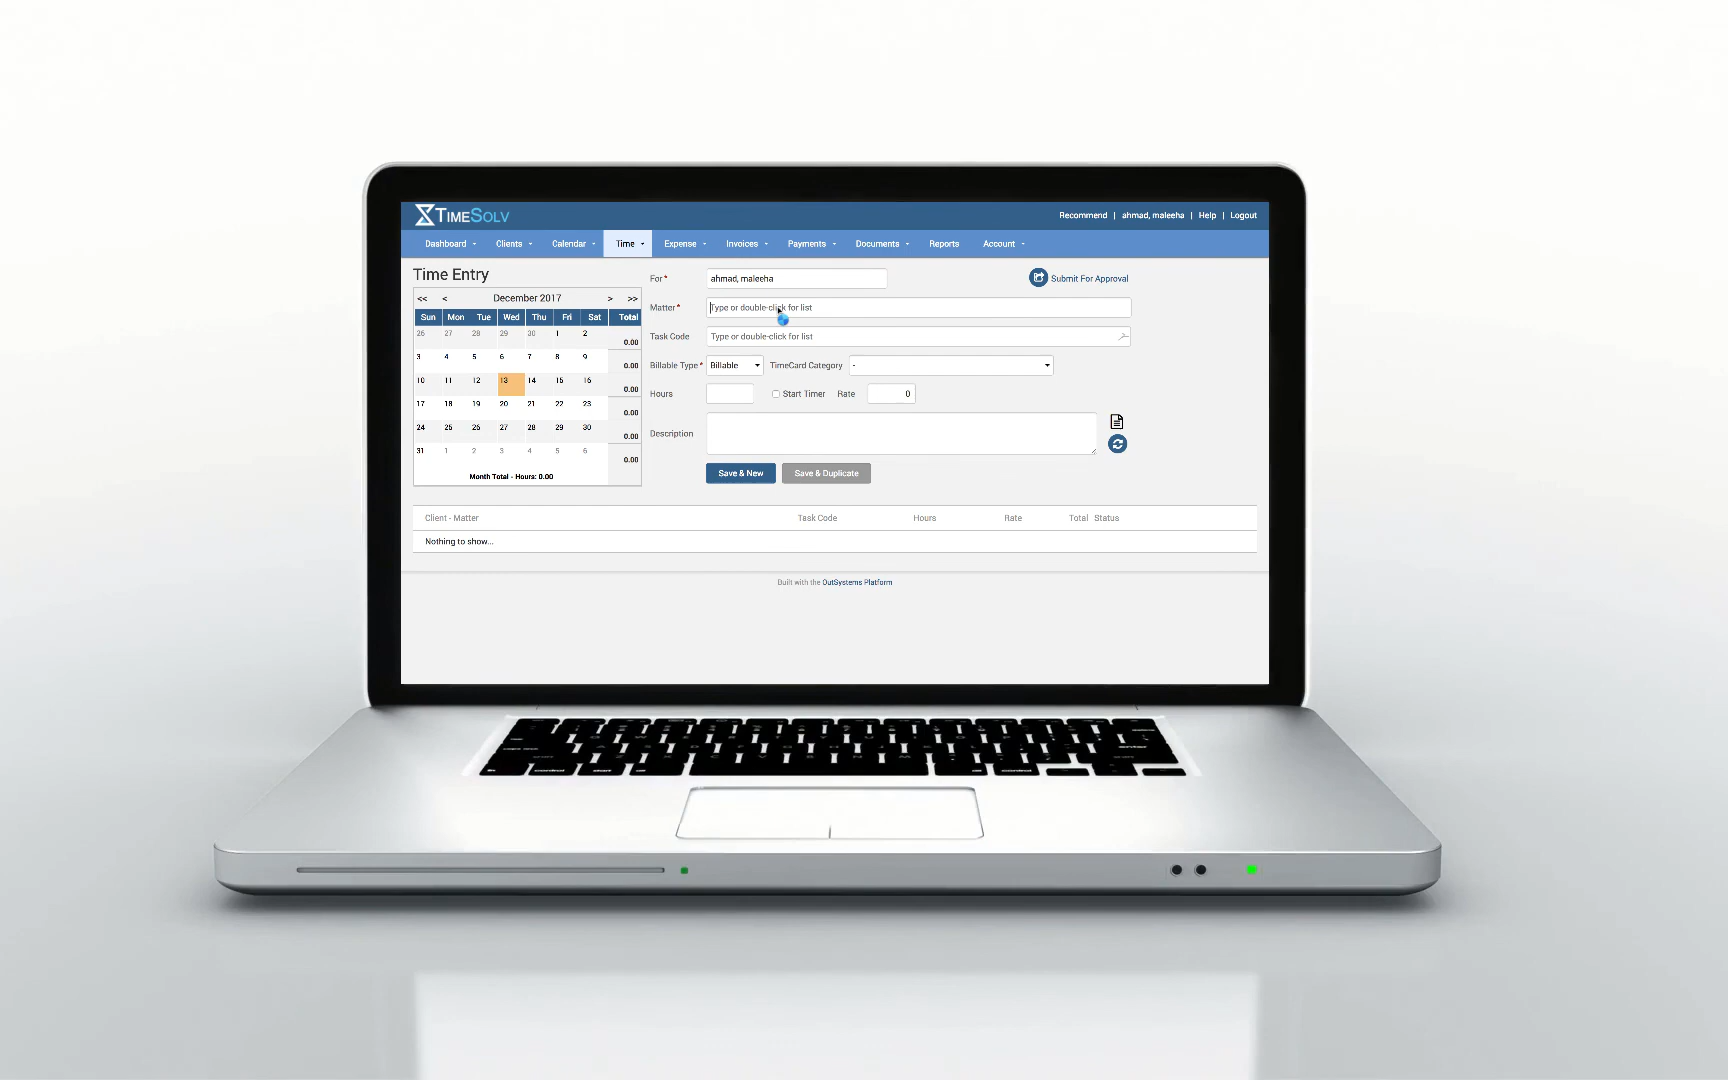 TIMESOLV
Recommend | ahmad, maleeha | Help | Logout
Dashboard Clients Calendar Time Expense Invoices Payments Documents Reports Account
Time Entry
<< < December 2017 > >>
Sun Mon Tue Wed Thu Fri Sat Total
26 27 28 29 30 1 2 0.00
3 4 5 6 7 8 9 0.00
10 11 12 13 14 15 16 0.00
17 18 19 20 21 22 23 0.00
24 25 26 27 28 29 30 0.00
31 1 2 3 4 5 6 0.00
Month Total - Hours: 0.00
For* ahmad, maleeha
Submit For Approval
Matter* Type or double-click for list
Task Code Type or double-click for list
Billable Type* Billable TimeCard Category -
Hours Start Timer Rate 0
Description
Save & New Save & Duplicate
Client - Matter Task Code Hours Rate Total Status
Nothing to show...
Built with the OutSystems Platform
enter
control control